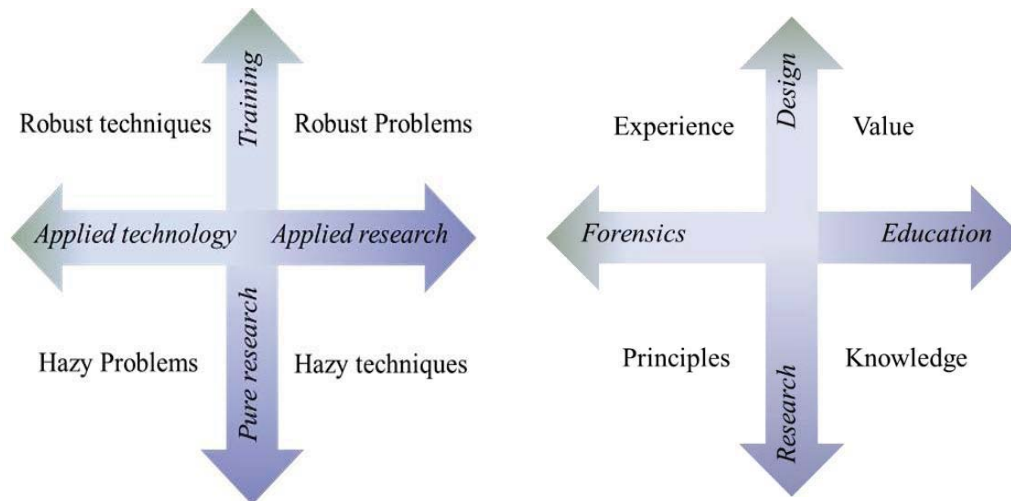 Training
Robust techniques
Robust Problems
Applied technology
Applied research
Hazy Problems
Hazy techniques
Pure research
Design
Experience
Value
Forensics
Education
Principles
Knowledge
Research